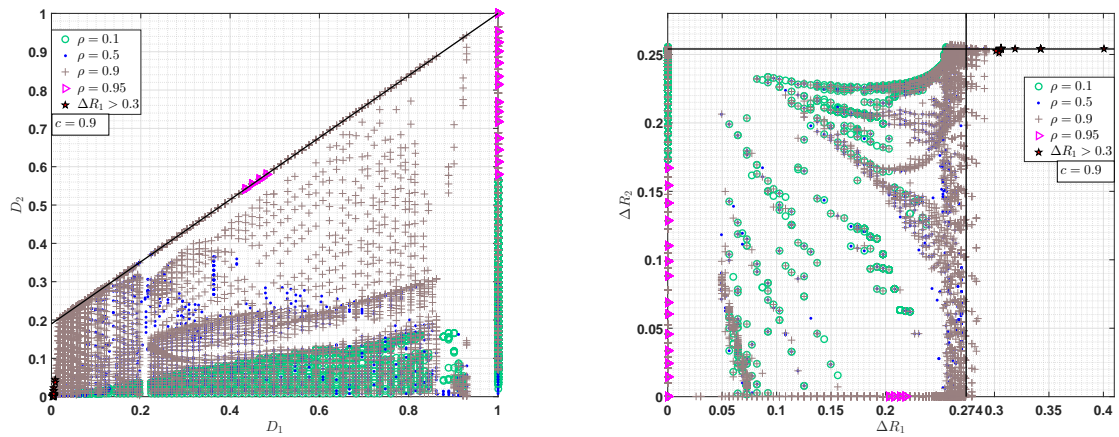 1
0.9
0.8
0.7
0.6
0.5
0.4
0.3
0.2
0.1
0
D₂
ρ = 0.1
ρ = 0.5
ρ = 0.9
ρ = 0.95
ΔR₁ > 0.3
c = 0.9
0 0.2 0.4 0.6 0.8 1
D₁
0.25
0.2
0.15
0.1
0.05
0
ΔR₂
ρ = 0.1
ρ = 0.5
ρ = 0.9
ρ = 0.95
ΔR₁ > 0.3
c = 0.9
0 0.05 0.1 0.15 0.2 0.274 0.3 0.35 0.4
ΔR₁